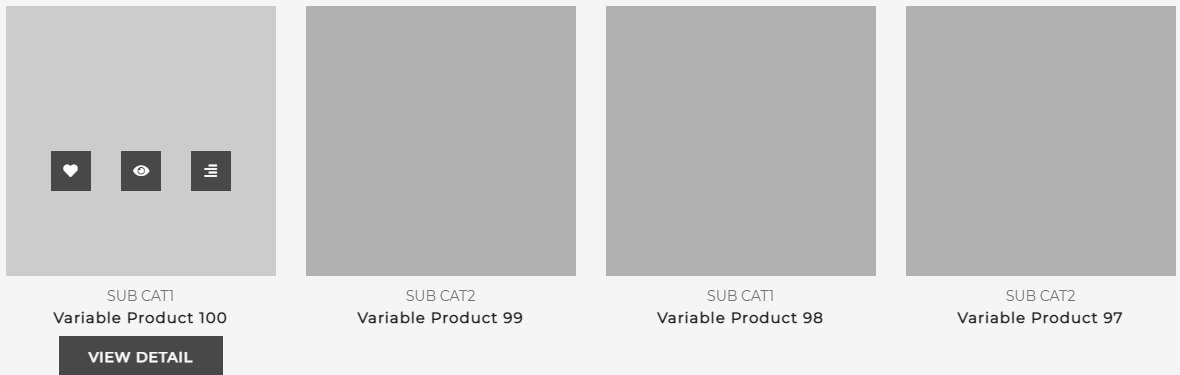 SUB CAT1
Variable Product 100
VIEW DETAIL
SUB CAT2
Variable Product 99
SUB CAT1
Variable Product 98
SUB CAT2
Variable Product 97